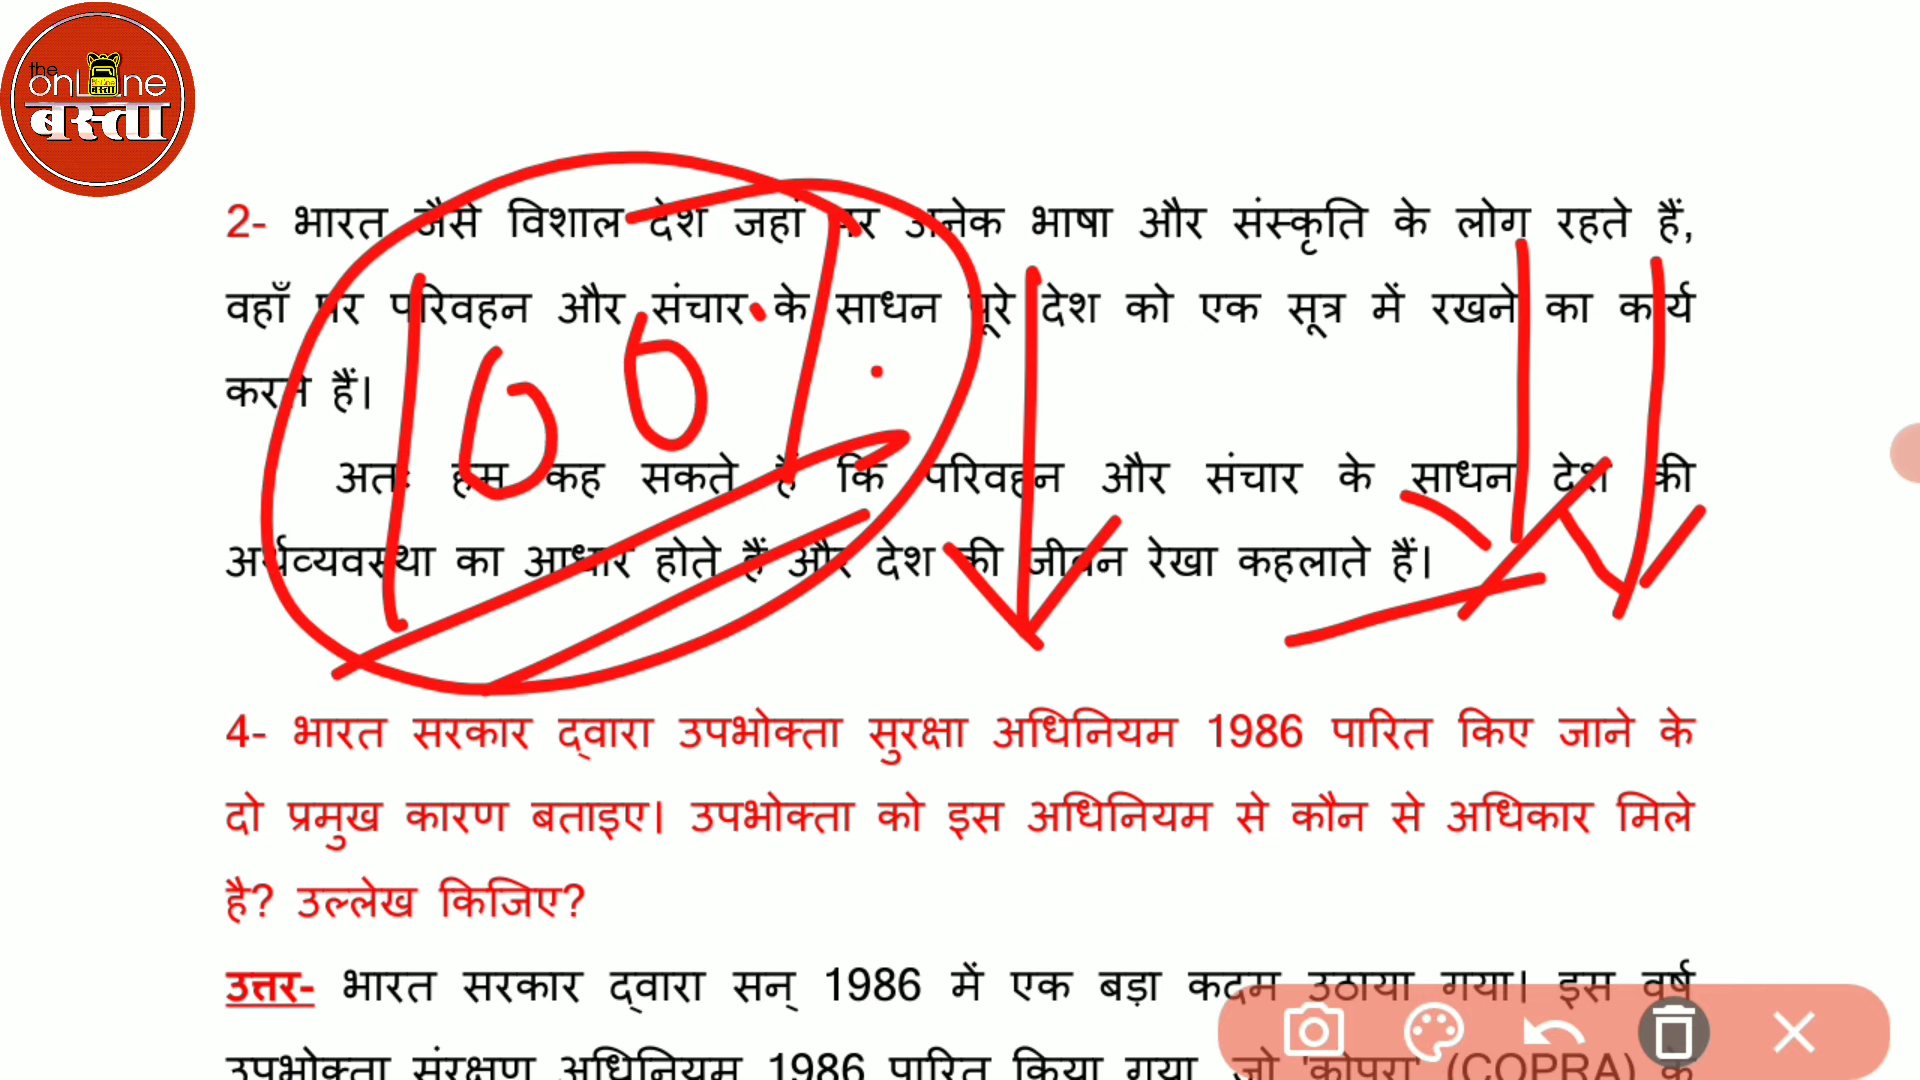 the
onLine
बस्ता
2- भारत जैसे विशाल देश जहां पर अनेक भाषा और संस्कृति के लोग रहते हैं,
वहाँ पर परिवहन और संचार के साधन पूरे देश को एक सूत्र में रखने का कार्य
करते हैं।
अतः हम कह सकते हैं कि परिवहन और संचार के साधन देश की
अर्थव्यवस्था का आधार होते हैं और देश की जीवन रेखा कहलाते हैं।
4- भारत सरकार द्वारा उपभोक्ता सुरक्षा अधिनियम 1986 पारित किए जाने के
दो प्रमुख कारण बताइए। उपभोक्ता को इस अधिनियम से कौन से अधिकार मिले
है? उल्लेख किजिए?
उत्तर- भारत सरकार द्वारा सन् 1986 में एक बड़ा कदम उठाया गया। इस वर्ष
उपभोक्ता संरक्षण अधिनियम 1986 पारित किया गया जो 'कोपरा' (COPRA) के